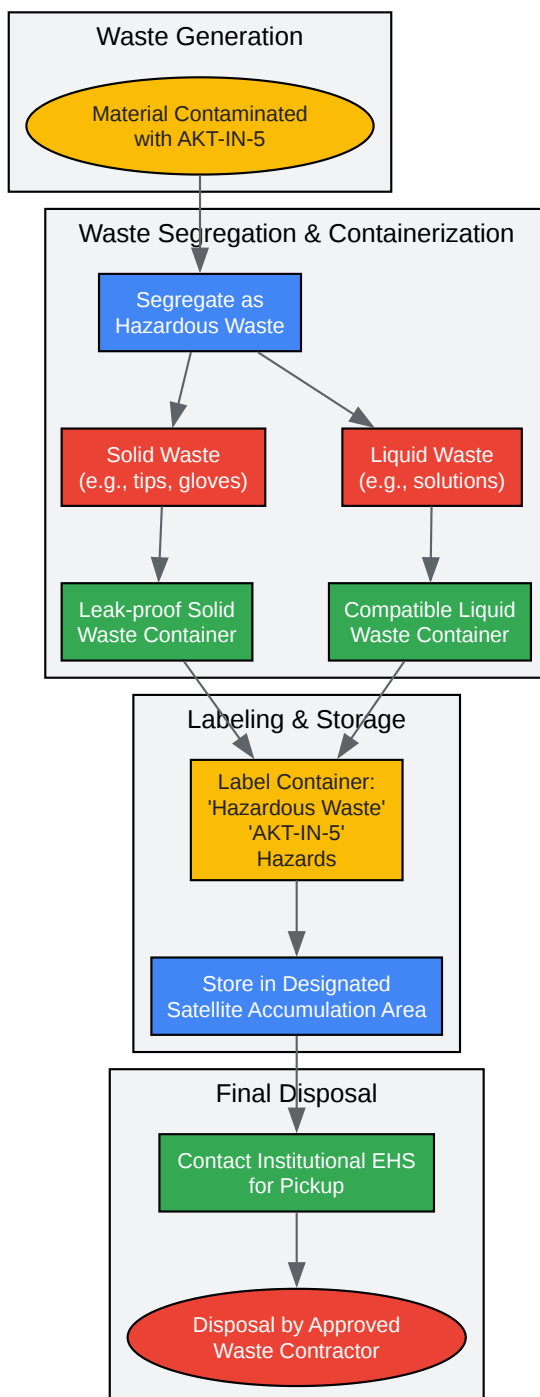 Waste Generation
Material Contaminated
with AKT-IN-5
Waste Segregation & Containerization
Segregate as
Hazardous Waste
Solid Waste
(e.g., tips, gloves)
Liquid Waste
(e.g., solutions)
Leak-proof Solid
Waste Container
Compatible Liquid
Waste Container
Labeling & Storage
Label Container:
'Hazardous Waste'
'AKT-IN-5'
Hazards
Store in Designated
Satellite Accumulation Area
Final Disposal
Contact Institutional EHS
for Pickup
Disposal by Approved
Waste Contractor